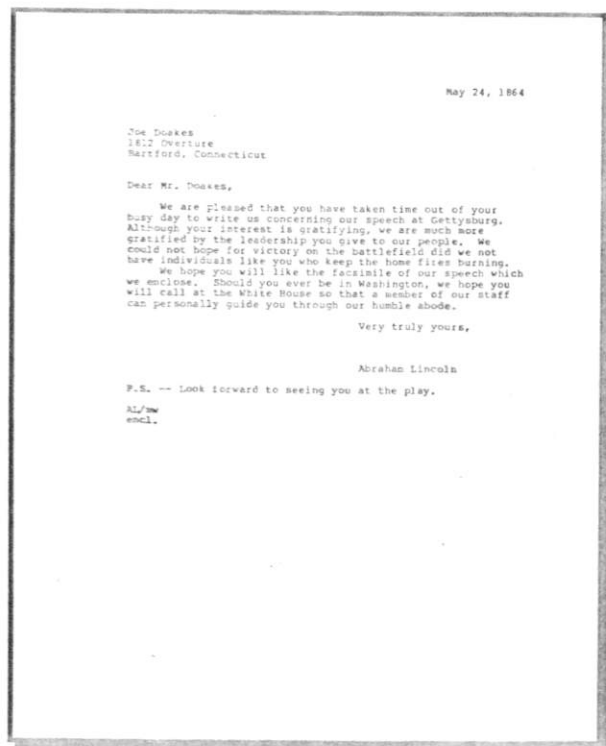 May 24, 1864
Joe Doakes
1812 Overture
Hartford, Connecticut
Dear Mr. Doakes,
We are pleased that you have taken time out of your
busy day to write us concerning our speech at Gettysburg.
Although your interest is gratifying, we are much more
gratified by the leadership you give to our people. We
could not hope for victory on the battlefield did we not
have individuals like you who keep the home fires burning.
We hope you will like the facsimile of our speech which
we enclose. Should you ever be in Washington, we hope you
will call at the White House so that a member of our staff
can personally guide you through our humble abode.
Very truly yours,
Abraham Lincoln
P.S. -- Look forward to seeing you at the play.
AL/mw
encl.